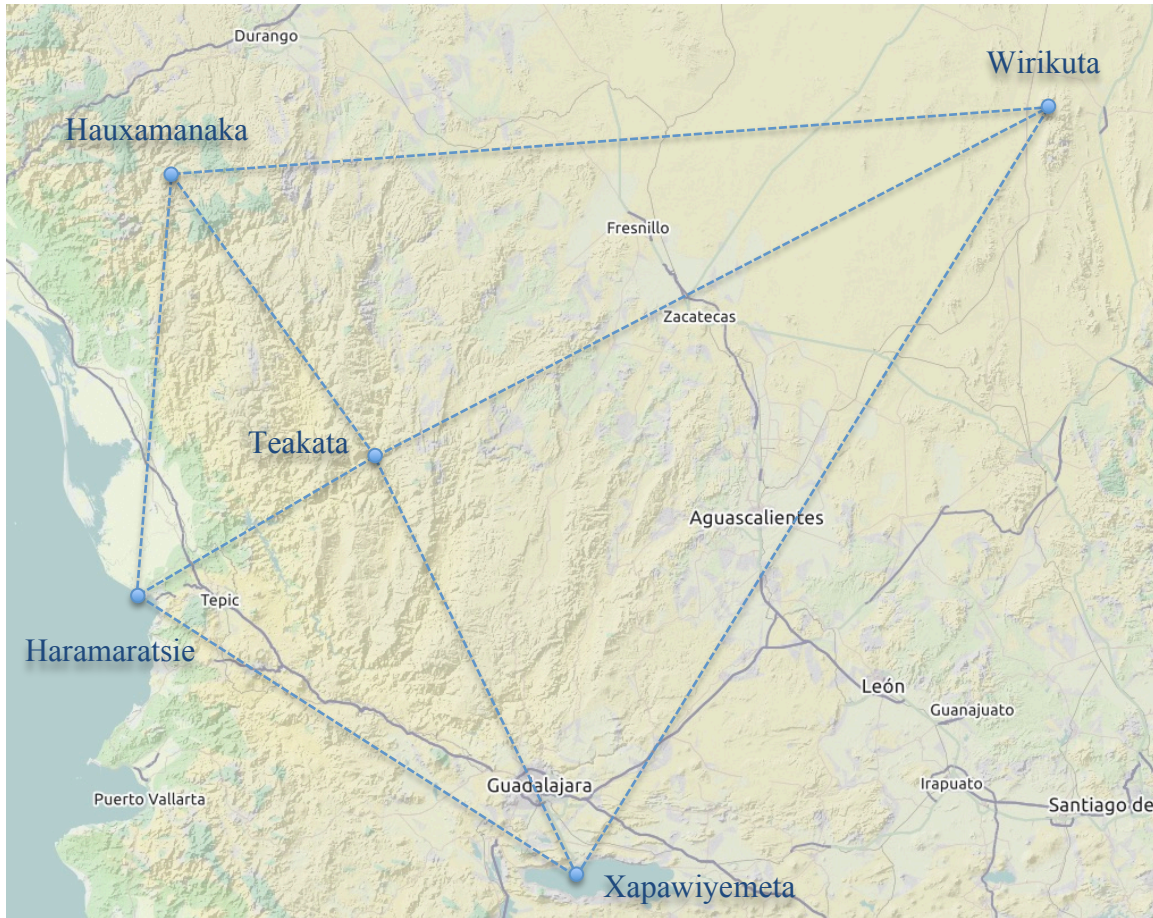 Durango
Wirikuta
Hauxamanaka
Fresnillo
Zacatecas
Teakata
Aguascalientes
Tepic
Haramaratsie
León
Guanajuato
Guadalajara
Irapuato
Puerto Vallarta
Santiago de
Xapawiyemeta